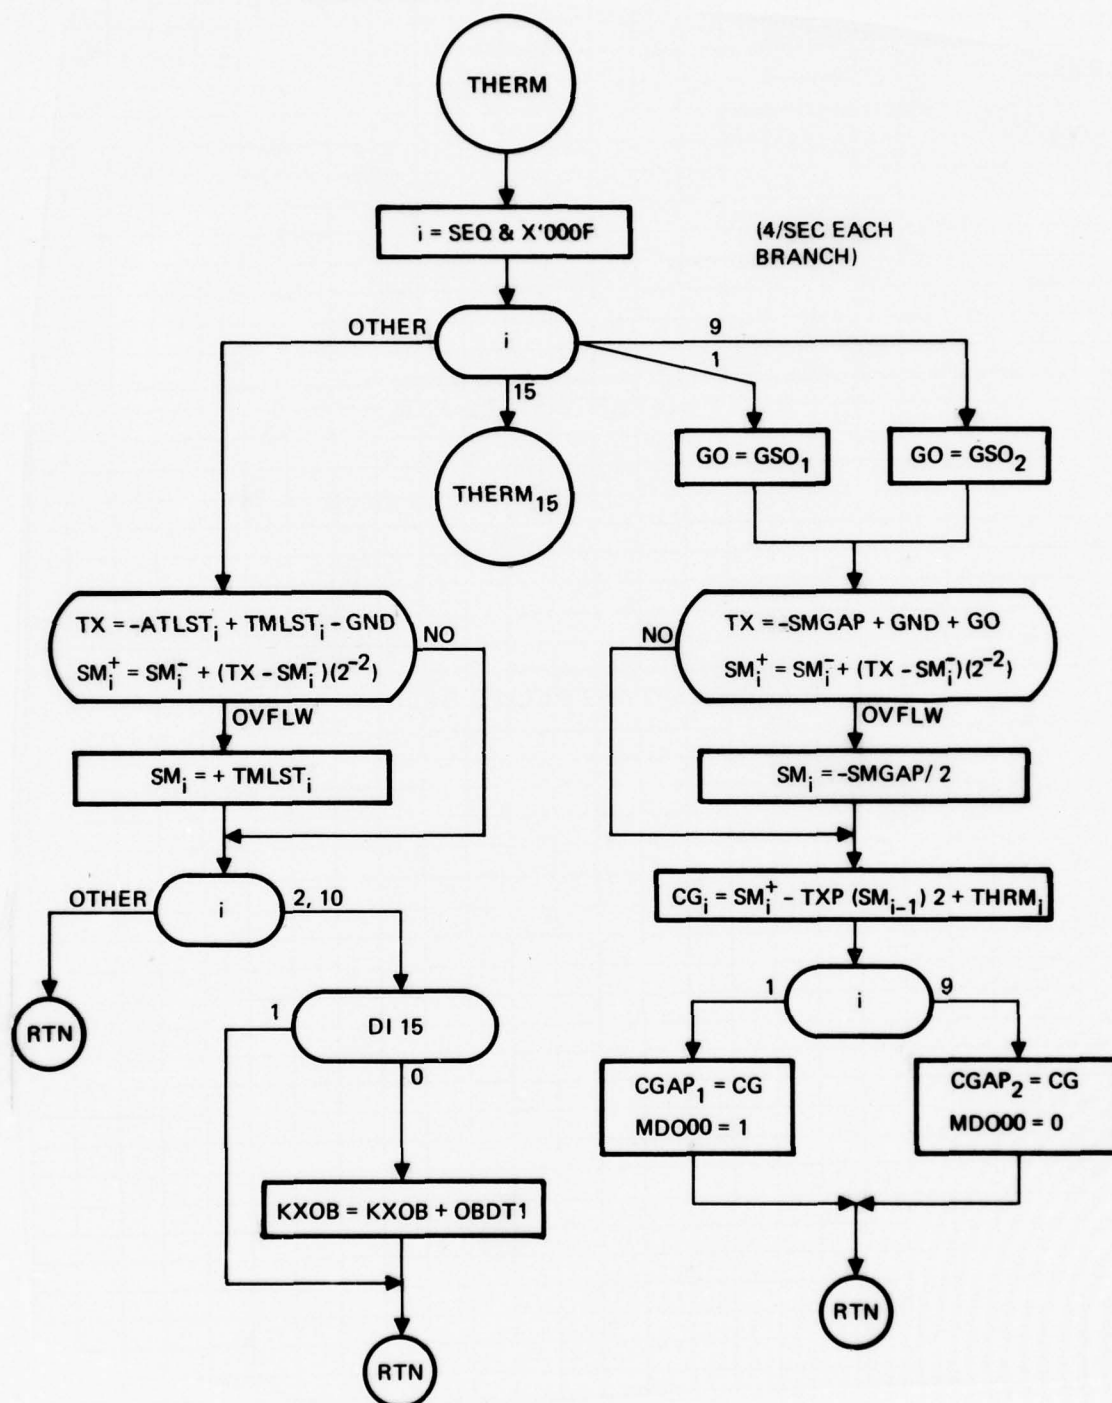 THERM
i = SEQ & X'000F
(4/SEC EACH
BRANCH)
OTHER
i
9
1
15
GO = GSO₁
GO = GSO₂
THERM₁₅
TX = -ATLSTᵢ + TMLSTᵢ - GND
SMᵢ⁺ = SMᵢ⁻ + (TX - SMᵢ⁻)(2⁻²)
NO
OVFLW
SMᵢ = + TMLSTᵢ
NO
TX = -SMGAP + GND + GO
SMᵢ⁺ = SMᵢ⁻ + (TX - SMᵢ⁻)(2⁻²)
OVFLW
SMᵢ = -SMGAP/ 2
OTHER
i
2, 10
CGᵢ = SMᵢ⁺ - TXP (SMᵢ₋₁) 2 + THRMᵢ
RTN
1
DI 15
0
1
i
9
CGAP₁ = CG
MDO00 = 1
CGAP₂ = CG
MDO00 = 0
KXOB = KXOB + OBDT1
RTN
RTN